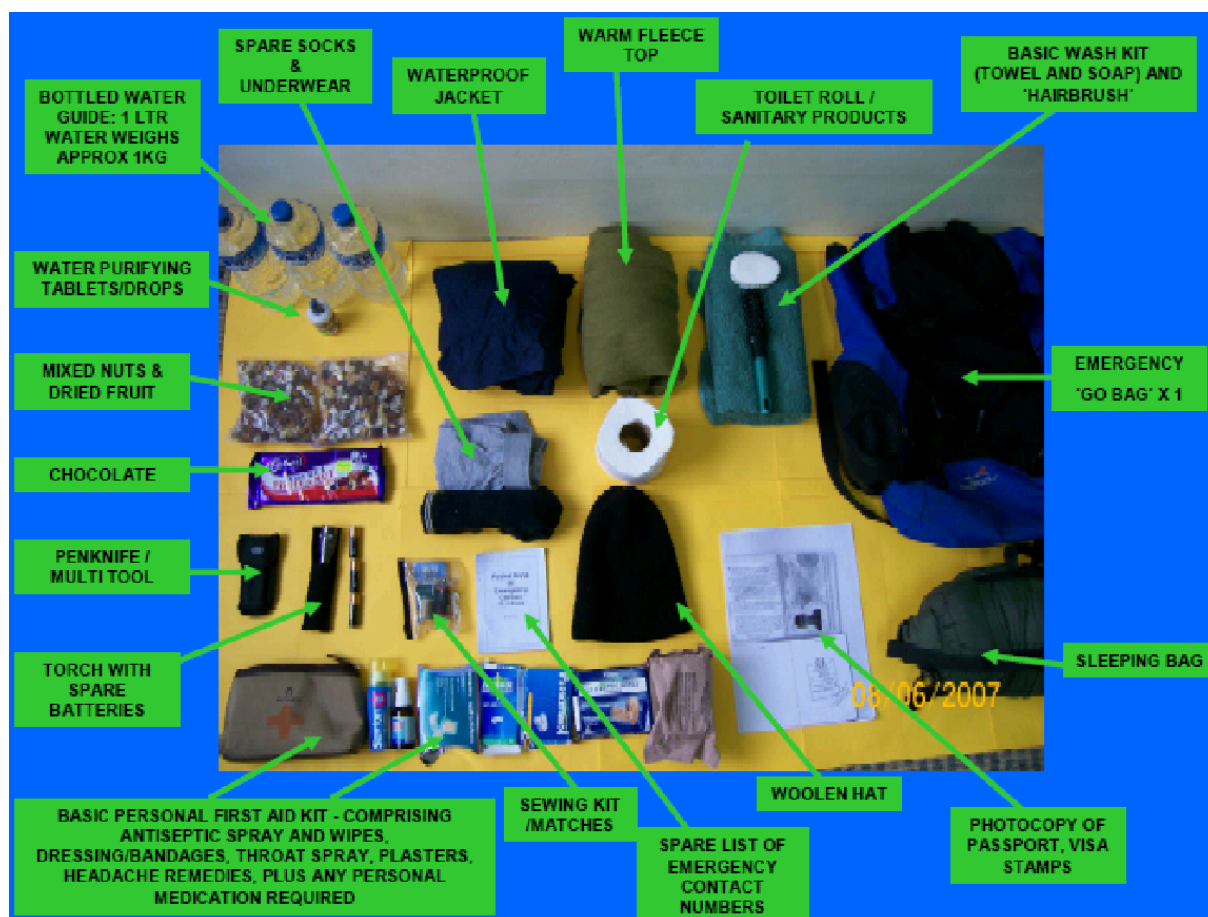 SPARE SOCKS
&
UNDERWEAR
WARM FLEECE
TOP
BASIC WASH KIT
(TOWEL AND SOAP) AND
'HAIRBRUSH'
WATERPROOF
JACKET
TOILET ROLL /
SANITARY PRODUCTS
BOTTLED WATER
GUIDE: 1 LTR
WATER WEIGHS
APPROX 1KG
WATER PURIFYING
TABLETS/DROPS
MIXED NUTS &
DRIED FRUIT
EMERGENCY
'GO BAG' X 1
CHOCOLATE
PENKNIFE /
MULTI TOOL
TORCH WITH
SPARE
BATTERIES
SLEEPING BAG
08/06/2007
BASIC PERSONAL FIRST AID KIT - COMPRISING
ANTISEPTIC SPRAY AND WIPES,
DRESSING/BANDAGES, THROAT SPRAY, PLASTERS,
HEADACHE REMEDIES, PLUS ANY PERSONAL
MEDICATION REQUIRED
SEWING KIT
/MATCHES
SPARE LIST OF
EMERGENCY
CONTACT
NUMBERS
WOOLEN HAT
PHOTOCOPY OF
PASSPORT, VISA
STAMPS